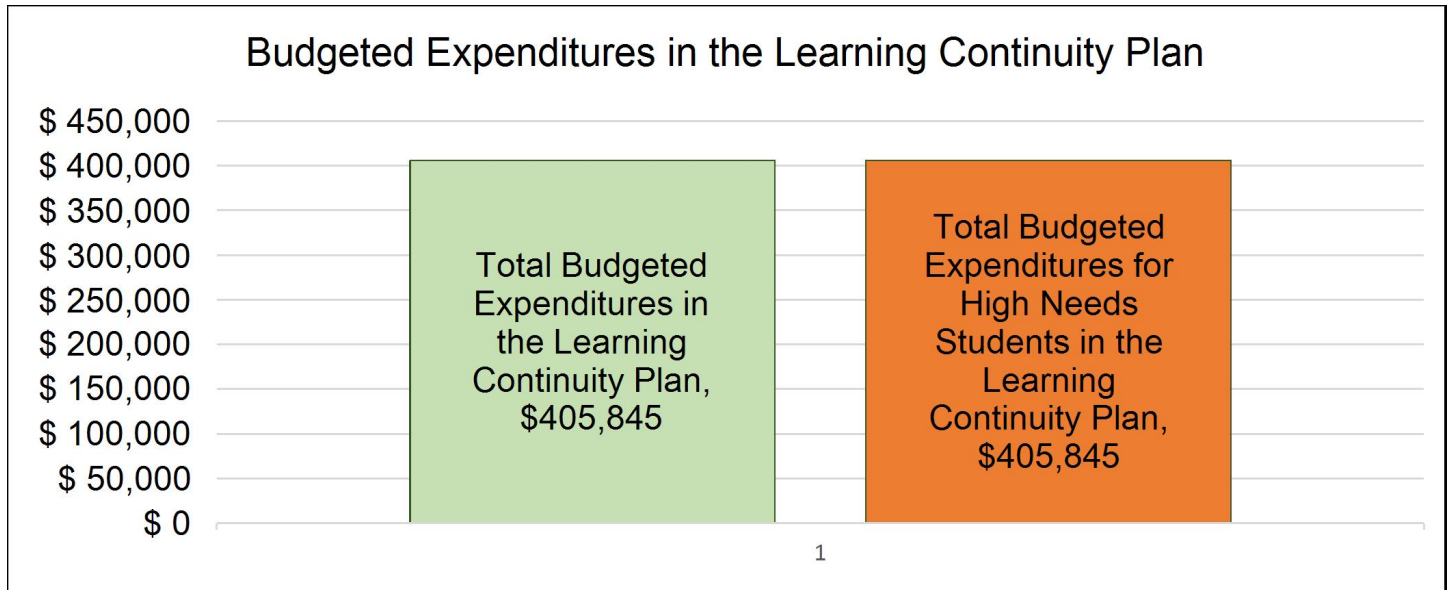 Budgeted Expenditures in the Learning Continuity Plan
$ 450,000
$ 400,000
$ 350,000
$ 300,000
$ 250,000
$ 200,000
$ 150,000
$ 100,000
$ 50,000
$ 0
Total Budgeted
Expenditures in
the Learning
Continuity Plan,
$405,845
Total Budgeted
Expenditures for
High Needs
Students in the
Learning
Continuity Plan,
$405,845
1